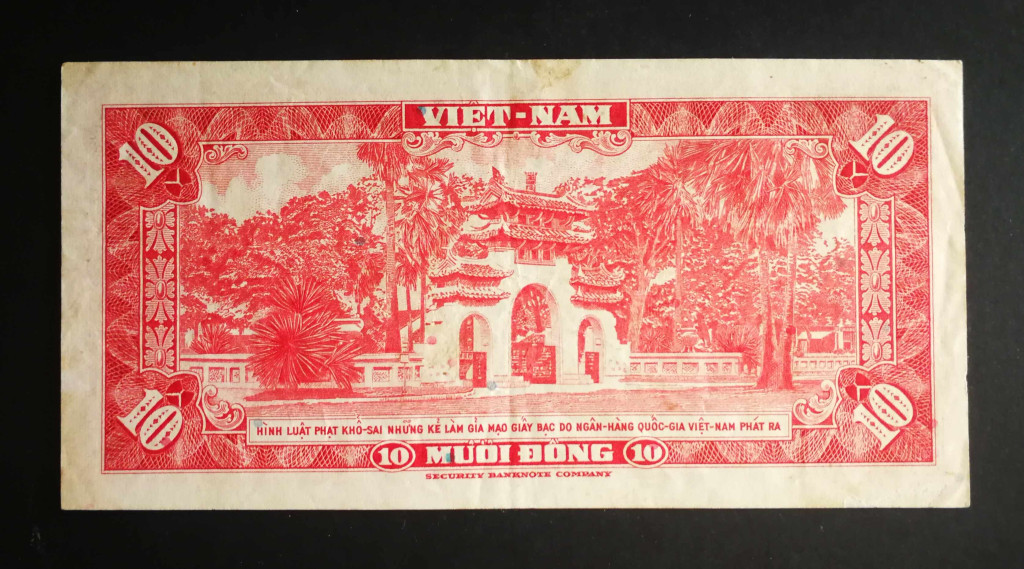 VIỆT-NAM
10 10
HÌNH LUẬT PHẠT KHỔ-SAI NHỮNG KẺ LÀM GIẢ MẠO GIẤY BẠC DO NGÂN-HÀNG QUỐC-GIA VIỆT-NAM PHÁT RA
10 10
10 MƯỜI ĐỒNG 10
SECURITY BANKNOTE COMPANY